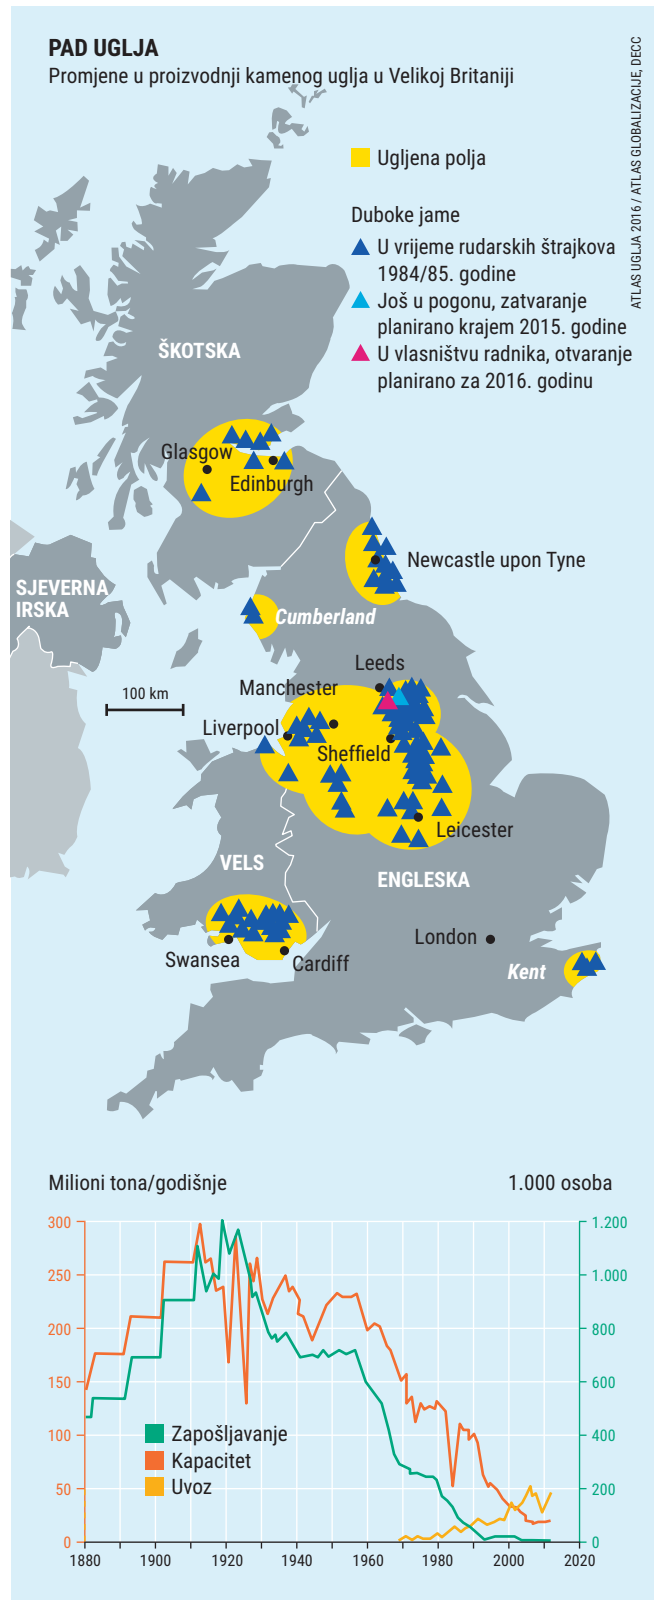 PAD UGLJA
Promjene u proizvodnji kamenog uglja u Velikoj Britaniji
ATLAS UGLJA 2016 / ATLAS GLOBALIZACIJE, DECC
Ugljena polja
Duboke jame
U vrijeme rudarskih štrajkova
1984/85. godine
Još u pogonu, zatvaranje
planirano krajem 2015. godine
U vlasništvu radnika, otvaranje
planirano za 2016. godinu
ŠKOTSKA
Glasgow
Edinburgh
Newcastle upon Tyne
SJEVERNA
IRSKA
Cumberland
Leeds
100 km
Manchester
Liverpool
Sheffield
Leicester
VELS
ENGLESKA
London
Swansea
Cardiff
Kent
Milioni tona/godišnje
1.000 osoba
300
250
200
150
100
50
0
1.200
1.000
800
600
400
200
0
Zapošljavanje
Kapacitet
Uvoz
1880 1900 1920 1940 1960 1980 2000 2020